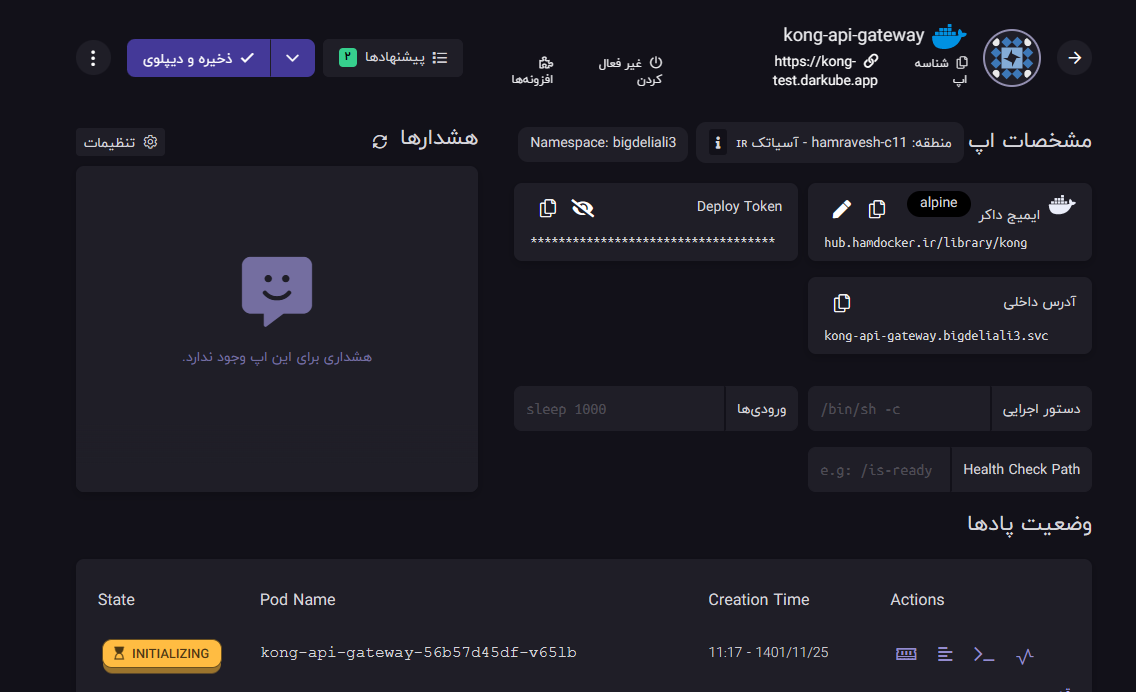 kong-api-gateway
شناسه
اپ
https://kong-
test.darkube.app
غیر فعال
کردن
افزونه‌ها
پیشنهادها ۲
ذخیره و دیپلوی
مشخصات اپ
منطقه: hamravesh-c11 - آسیاتک IR
Namespace: bigdeliali3
هشدارها
تنظیمات
ایمیج داکر
alpine
hub.hamdocker.ir/library/kong
Deploy Token
***********************************
آدرس داخلی
kong-api-gateway.bigdeliali3.svc
هشداری برای این اپ وجود ندارد.
دستور اجرایی
/bin/sh -c
ورودی‌ها
sleep 1000
Health Check Path
e.g: /is-ready
وضعیت پادها
State Pod Name Creation Time Actions
INITIALIZING kong-api-gateway-56b57d45df-v65lb 11:17 - 1401/11/25